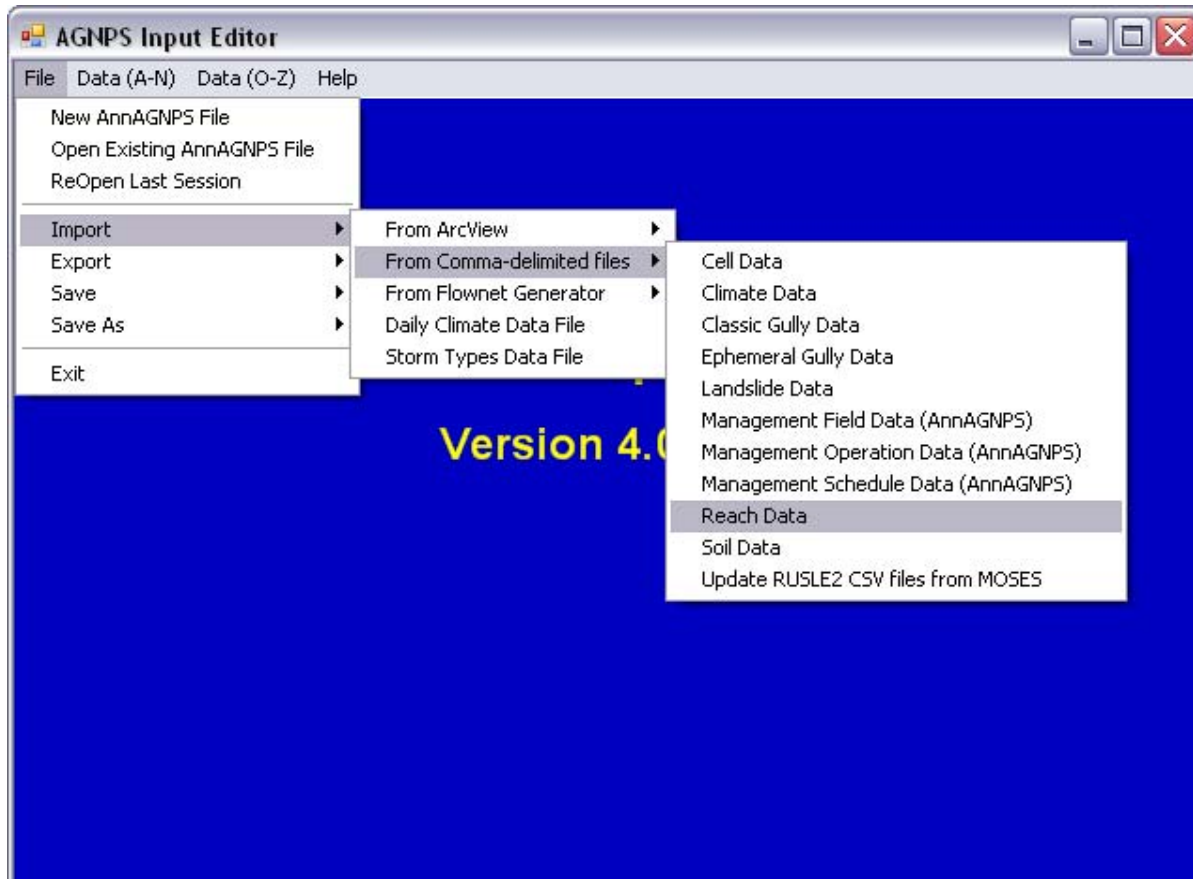 AGNPS Input Editor
File Data (A-N) Data (O-Z) Help
New AnnAGNPS File
Open Existing AnnAGNPS File
ReOpen Last Session
Import
Export
Save
Save As
Exit
From ArcView
From Comma-delimited files
From Flownet Generator
Daily Climate Data File
Storm Types Data File
Cell Data
Climate Data
Classic Gully Data
Ephemeral Gully Data
Landslide Data
Management Field Data (AnnAGNPS)
Management Operation Data (AnnAGNPS)
Management Schedule Data (AnnAGNPS)
Reach Data
Soil Data
Update RUSLE2 CSV files from MOSES
Version 4.0